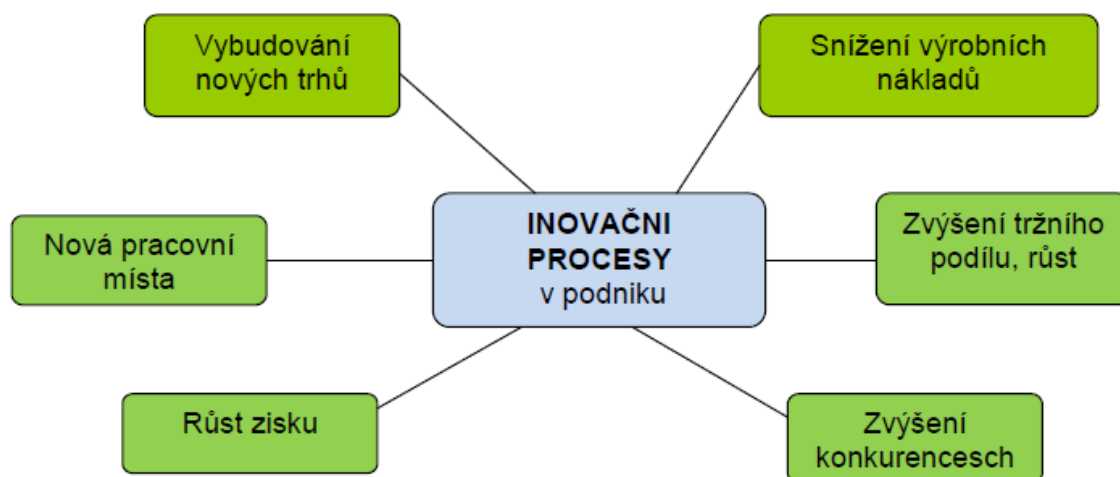 Vybudování
nových trhů
Snížení výrobních
nákladů
INOVAČNI
PROCESY
v podniku
Nová pracovní
místa
Zvýšení tržního
podílu, růst
Růst zisku
Zvýšení
konkurencesch